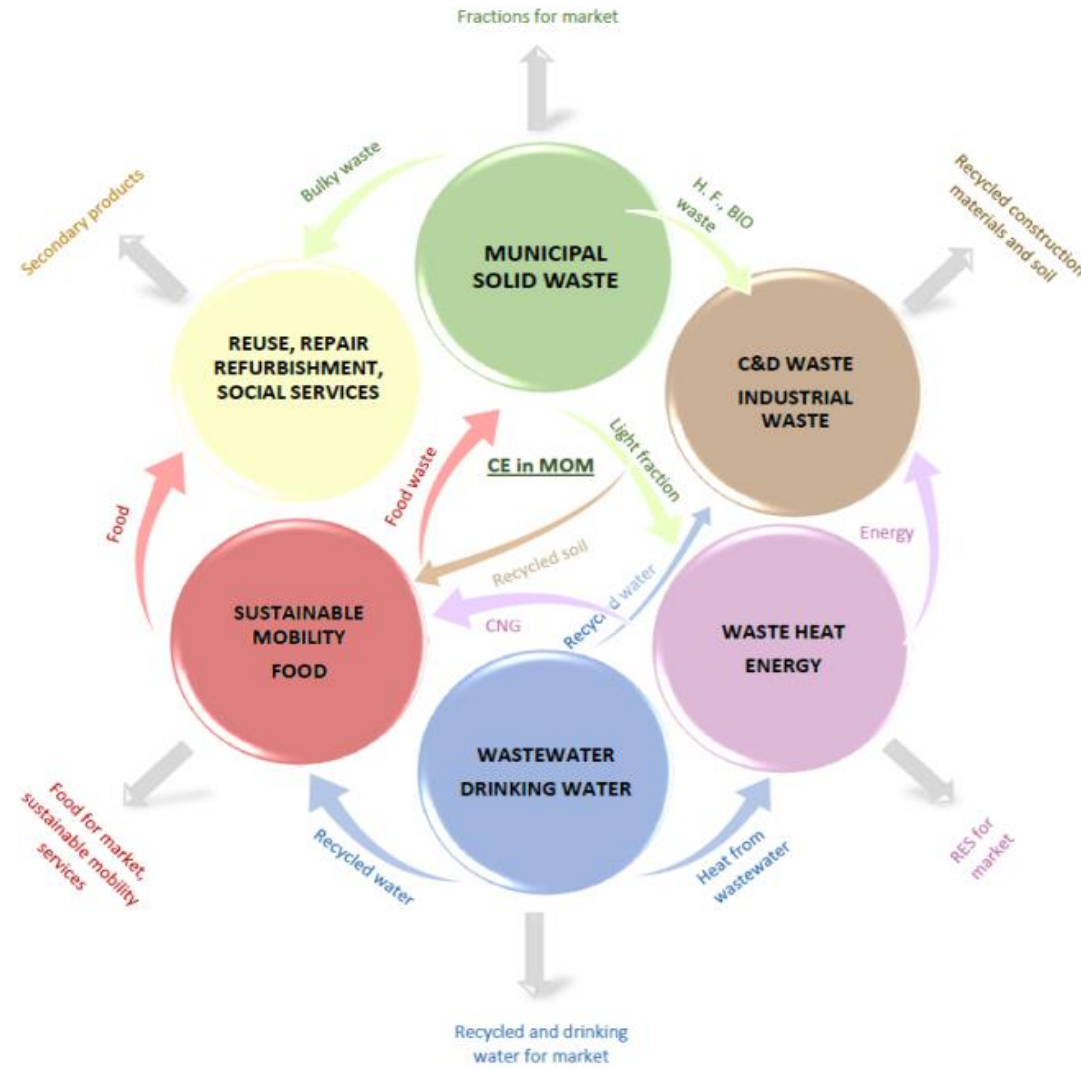 Fractions for market
Bulky waste
H. F., BIO
waste
Secondary products
Recycled construction
materials and soil
MUNICIPAL
SOLID WASTE
REUSE, REPAIR
REFURBISHMENT,
SOCIAL SERVICES
C&D WASTE
INDUSTRIAL
WASTE
Food
Food waste
CE in MOM
Light fraction
Recycled soil
Recycled water
Energy
CNG
SUSTAINABLE
MOBILITY
FOOD
WASTE HEAT
ENERGY
WASTEWATER
DRINKING WATER
Food for market,
sustainable mobility
services
Recycled water
Heat from
wastewater
RES for
market
Recycled and drinking
water for market